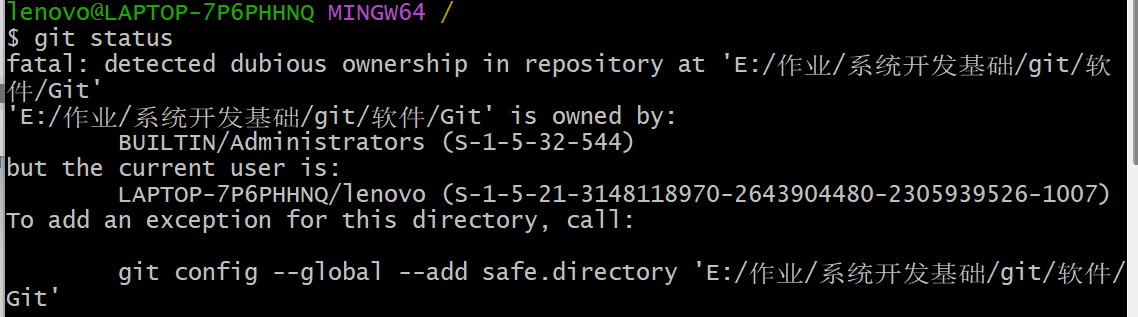 lenovo@LAPTOP-7P6PHHNQ MINGW64 /
$ git status
fatal: detected dubious ownership in repository at 'E:/作业/系统开发基础/git/软
件/Git'
'E:/作业/系统开发基础/git/软件/Git' is owned by:
        BUILTIN/Administrators (S-1-5-32-544)
but the current user is:
        LAPTOP-7P6PHHNQ/lenovo (S-1-5-21-3148118970-2643904480-2305939526-1007)
To add an exception for this directory, call:
        git config --global --add safe.directory 'E:/作业/系统开发基础/git/软件/
Git'